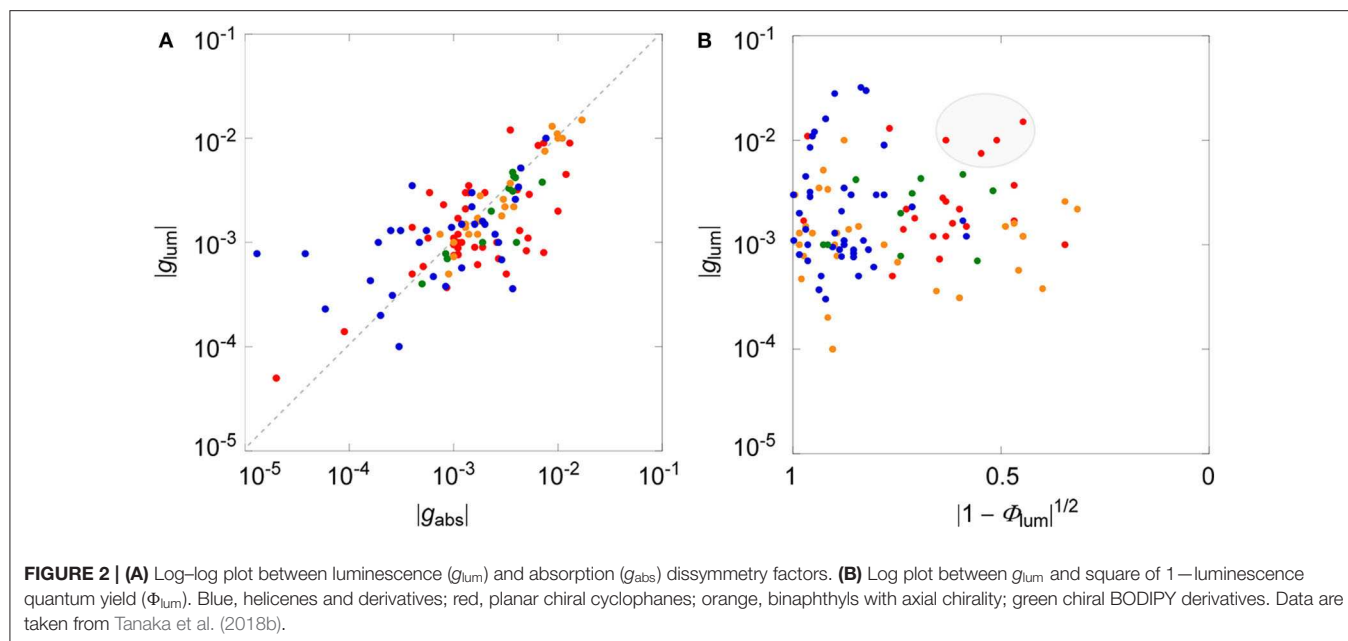 A
B
10⁻¹
10⁻²
10⁻³
10⁻⁴
10⁻⁵
|g_lum|
10⁻⁵ 10⁻⁴ 10⁻³ 10⁻² 10⁻¹
|g_abs|
10⁻¹
10⁻²
10⁻³
10⁻⁴
10⁻⁵
|g_lum|
1 0.5 0
|1 − Φ_lum|^1/2
FIGURE 2 | (A) Log–log plot between luminescence (g_lum) and absorption (g_abs) dissymmetry factors. (B) Log plot between g_lum and square of 1—luminescence
quantum yield (Φ_lum). Blue, helicenes and derivatives; red, planar chiral cyclophanes; orange, binaphthyls with axial chirality; green chiral BODIPY derivatives. Data are
taken from Tanaka et al. (2018b).